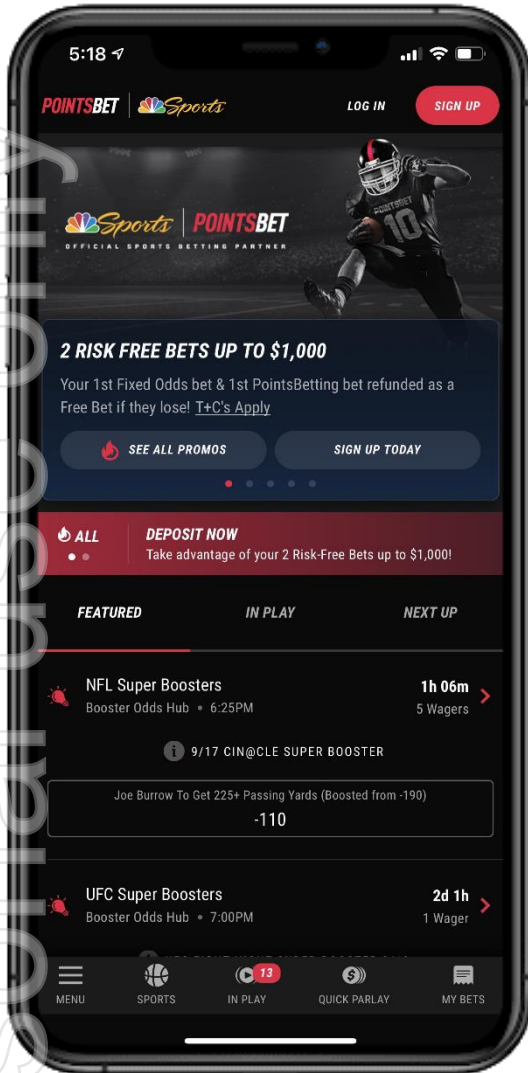 5:18
POINTSBET | Sports LOG IN SIGN UP
Sports | POINTSBET
OFFICIAL SPORTS BETTING PARTNER
POINTSBET
10
2 RISK FREE BETS UP TO $1,000
Your 1st Fixed Odds bet & 1st PointsBetting bet refunded as a
Free Bet if they lose! T+C's Apply
SEE ALL PROMOS SIGN UP TODAY
ALL DEPOSIT NOW
Take advantage of your 2 Risk-Free Bets up to $1,000!
FEATURED IN PLAY NEXT UP
NFL Super Boosters 1h 06m
Booster Odds Hub • 6:25PM 5 Wagers
i 9/17 CIN@CLE SUPER BOOSTER
Joe Burrow To Get 225+ Passing Yards (Boosted from -190)
-110
UFC Super Boosters 2d 1h
Booster Odds Hub • 7:00PM 1 Wager
13
MENU SPORTS IN PLAY QUICK PARLAY MY BETS
sonal use only